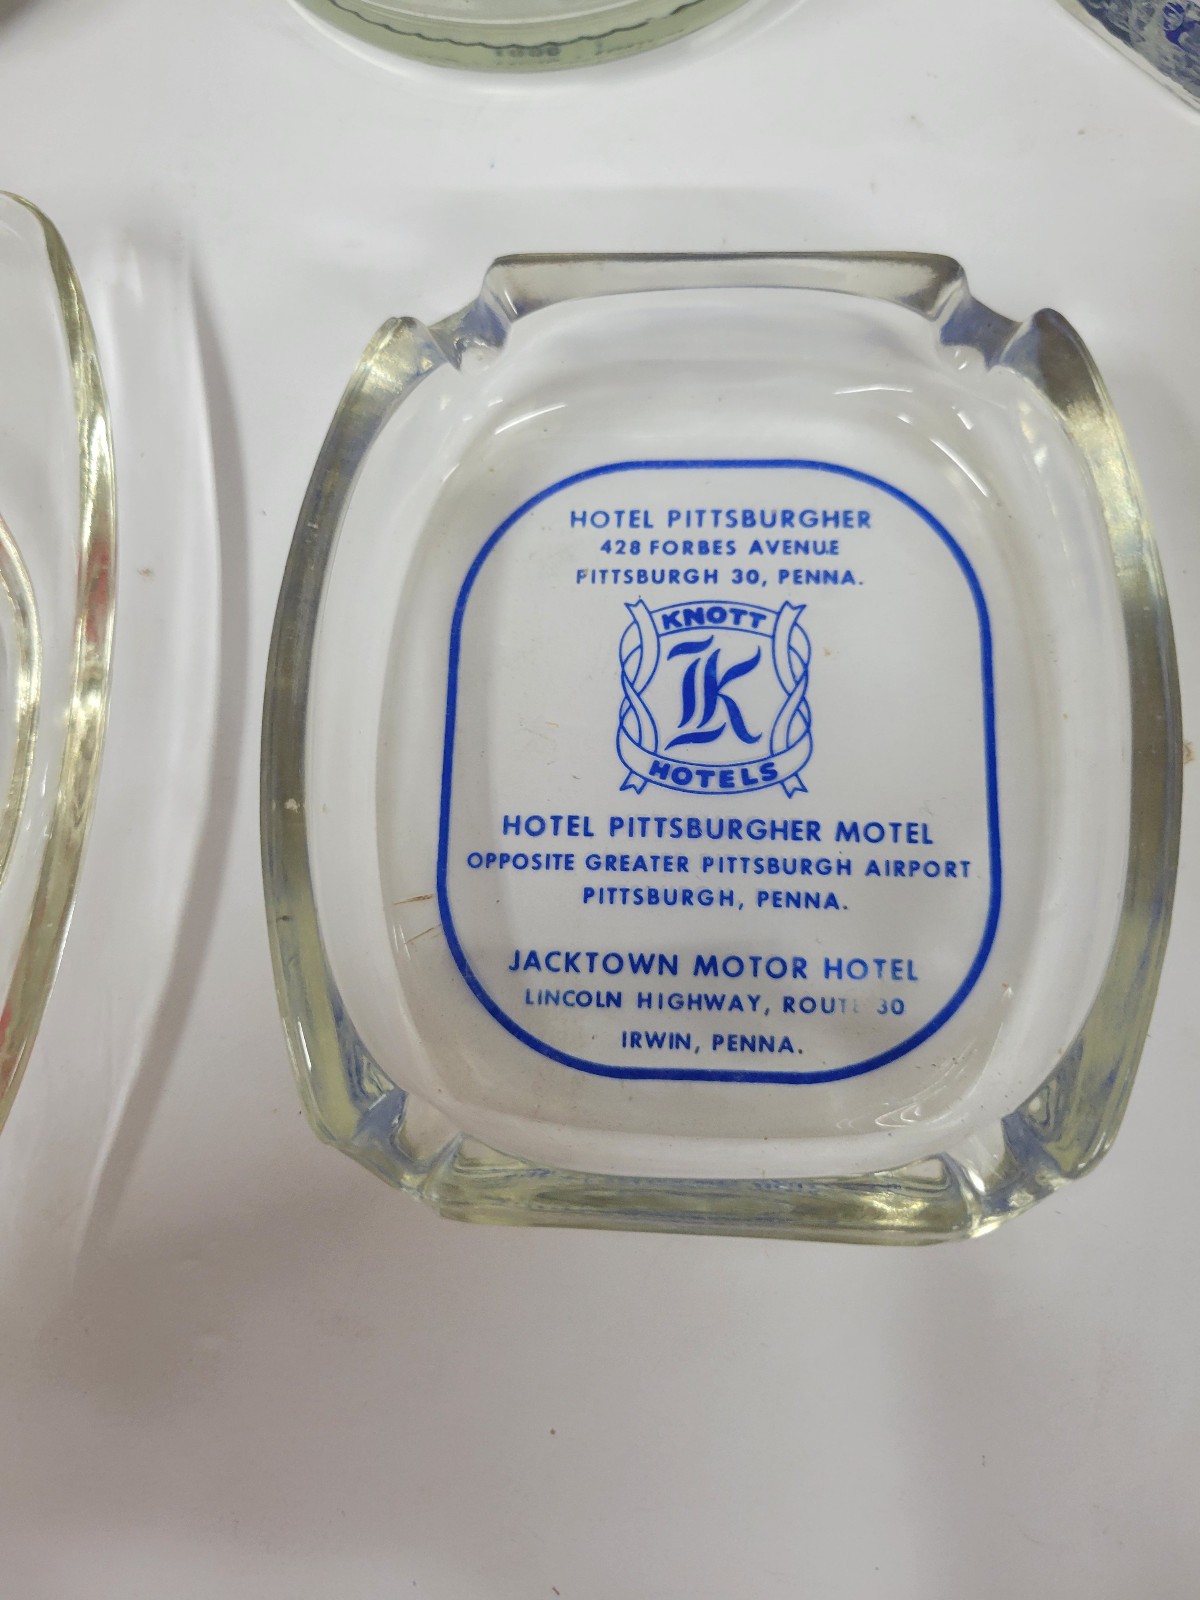 HOTEL PITTSBURGHER
428 FORBES AVENUE
PITTSBURGH 30, PENNA.
KNOTT
K
HOTELS
HOTEL PITTSBURGHER MOTEL
OPPOSITE GREATER PITTSBURGH AIRPORT
PITTSBURGH, PENNA.
JACKTOWN MOTOR HOTEL
LINCOLN HIGHWAY, ROUTE 30
IRWIN, PENNA.